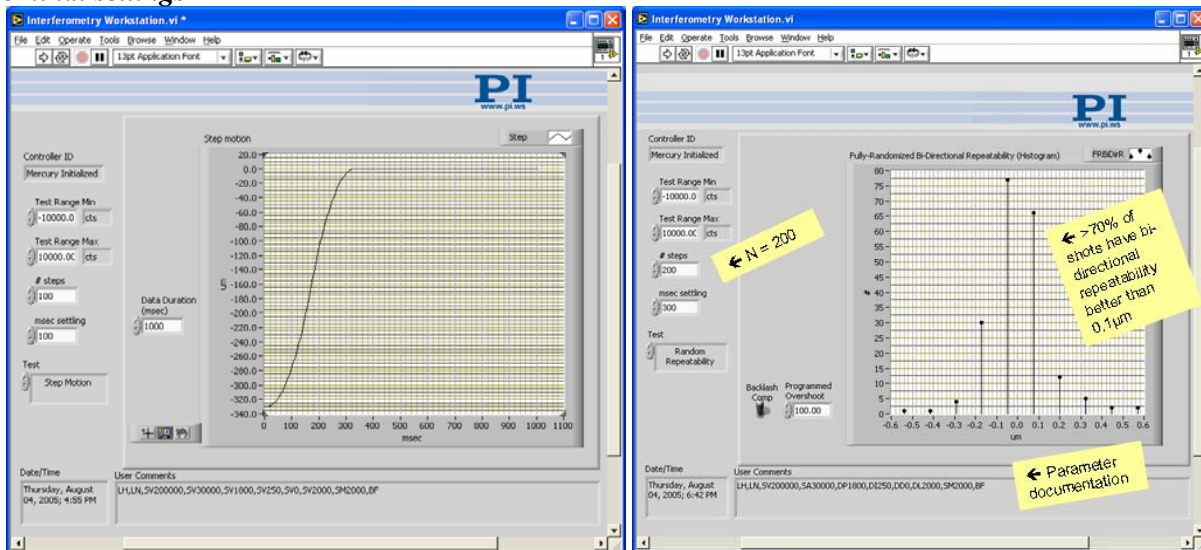 Interferometry Workstation.vi *
File Edit Operate Tools Browse Window Help
13pt Application Font
1
PI
www.pi.ws
Step motion
Step
Controller ID
Mercury Initialized
Test Range Min
-10000.0 cts
Test Range Max
10000.0C cts
# steps
100
msec settling
100
Test
Step Motion
Data Duration
(msec)
1000
20.0
0.0
-20.0
-40.0
-60.0
-80.0
-100.0
-120.0
-140.0
-160.0
-180.0
-200.0
-220.0
-240.0
-260.0
-280.0
-300.0
-320.0
-340.0
0 100 200 300 400 500 600 700 800 900 1000 1100
msec
Date/Time
Thursday, August
04, 2005; 4:55 PM
User Comments
LH,LN,SV200000,SV30000,SV1800,SV250,SV0,SV2000,SM2000,BF
Interferometry Workstation.vi
File Edit Operate Tools Browse Window Help
13pt Application Font
1
PI
www.pi.ws
Controller ID
Mercury Initialized
Fully-Randomized Bi-Directional Repeatability (Histogram)
FRBDirR
Test Range Min
-10000.0 cts
Test Range Max
10000.0C cts
# steps
200
msec settling
300
Test
Random
Repeatability
← N = 200
Backlash
Comp
Programmed
Overshoot
100.00
80
75
70
65
60
55
50
45
# 40
35
30
25
20
15
10
5
0
-0.6 -0.5 -0.4 -0.3 -0.2 -0.1 0.0 0.1 0.2 0.3 0.4 0.5 0.6
um
← >70% of
shots have bi-
directional
repeatability
better than
0,1µm
← Parameter
documentation
Date/Time
Thursday, August
04, 2005; 6:42 PM
User Comments
LH,LN,SV200000,SA30000,DP1800,DI250,DD0,DL2000,SM2000,BF